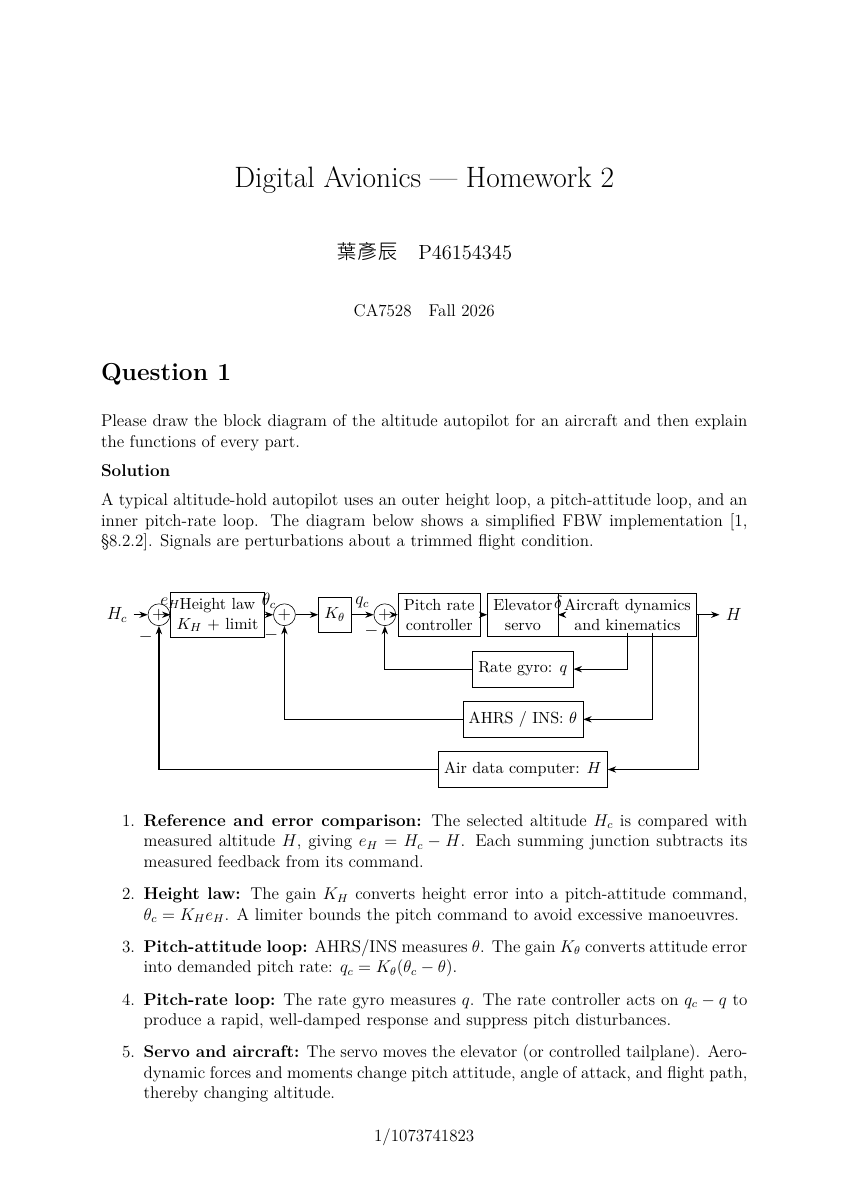 Digital Avionics — Homework 2
葉彥辰 P46154345
CA7528 Fall 2026
Question 1
Please draw the block diagram of the altitude autopilot for an aircraft and then explain
the functions of every part.
Solution
A typical altitude-hold autopilot uses an outer height loop, a pitch-attitude loop, and an
inner pitch-rate loop. The diagram below shows a simplified FBW implementation [1,
§8.2.2]. Signals are perturbations about a trimmed flight condition.
H_c + e_H Height law θ_c + K_θ q_c + Pitch rate Elevator δ Aircraft dynamics H
− K_H + limit − − controller servo and kinematics
Rate gyro: q
AHRS / INS: θ
Air data computer: H
1. Reference and error comparison: The selected altitude H_c is compared with
measured altitude H, giving e_H = H_c − H. Each summing junction subtracts its
measured feedback from its command.
2. Height law: The gain K_H converts height error into a pitch-attitude command,
θ_c = K_H e_H. A limiter bounds the pitch command to avoid excessive manoeuvres.
3. Pitch-attitude loop: AHRS/INS measures θ. The gain K_θ converts attitude error
into demanded pitch rate: q_c = K_θ(θ_c − θ).
4. Pitch-rate loop: The rate gyro measures q. The rate controller acts on q_c − q to
produce a rapid, well-damped response and suppress pitch disturbances.
5. Servo and aircraft: The servo moves the elevator (or controlled tailplane). Aero-
dynamic forces and moments change pitch attitude, angle of attack, and flight path,
thereby changing altitude.
1/1073741823